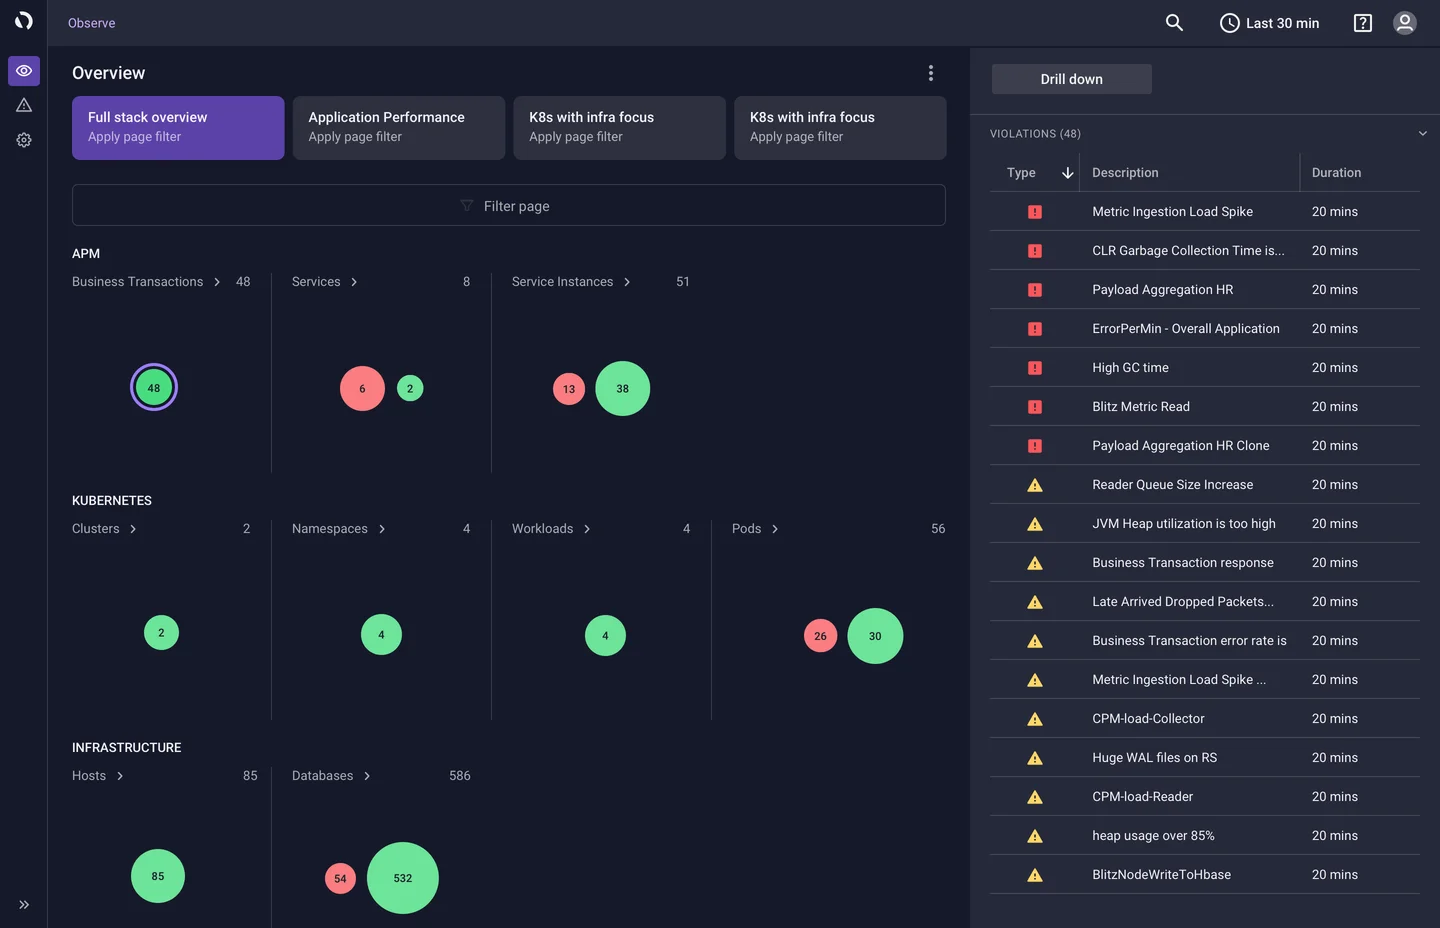 Observe
Last 30 min
Overview
Full stack overview
Apply page filter
Application Performance
Apply page filter
K8s with infra focus
Apply page filter
K8s with infra focus
Apply page filter
Filter page
APM
Business Transactions 48
Services 8
Service Instances 51
48
6
2
13
38
KUBERNETES
Clusters 2
Namespaces 4
Workloads 4
Pods 56
2
4
4
26
30
INFRASTRUCTURE
Hosts 85
Databases 586
85
54
532
Drill down
VIOLATIONS (48)
Type Description Duration
Metric Ingestion Load Spike 20 mins
CLR Garbage Collection Time is... 20 mins
Payload Aggregation HR 20 mins
ErrorPerMin - Overall Application 20 mins
High GC time 20 mins
Blitz Metric Read 20 mins
Payload Aggregation HR Clone 20 mins
Reader Queue Size Increase 20 mins
JVM Heap utilization is too high 20 mins
Business Transaction response 20 mins
Late Arrived Dropped Packets... 20 mins
Business Transaction error rate is 20 mins
Metric Ingestion Load Spike ... 20 mins
CPM-load-Collector 20 mins
Huge WAL files on RS 20 mins
CPM-load-Reader 20 mins
heap usage over 85% 20 mins
BlitzNodeWriteToHbase 20 mins